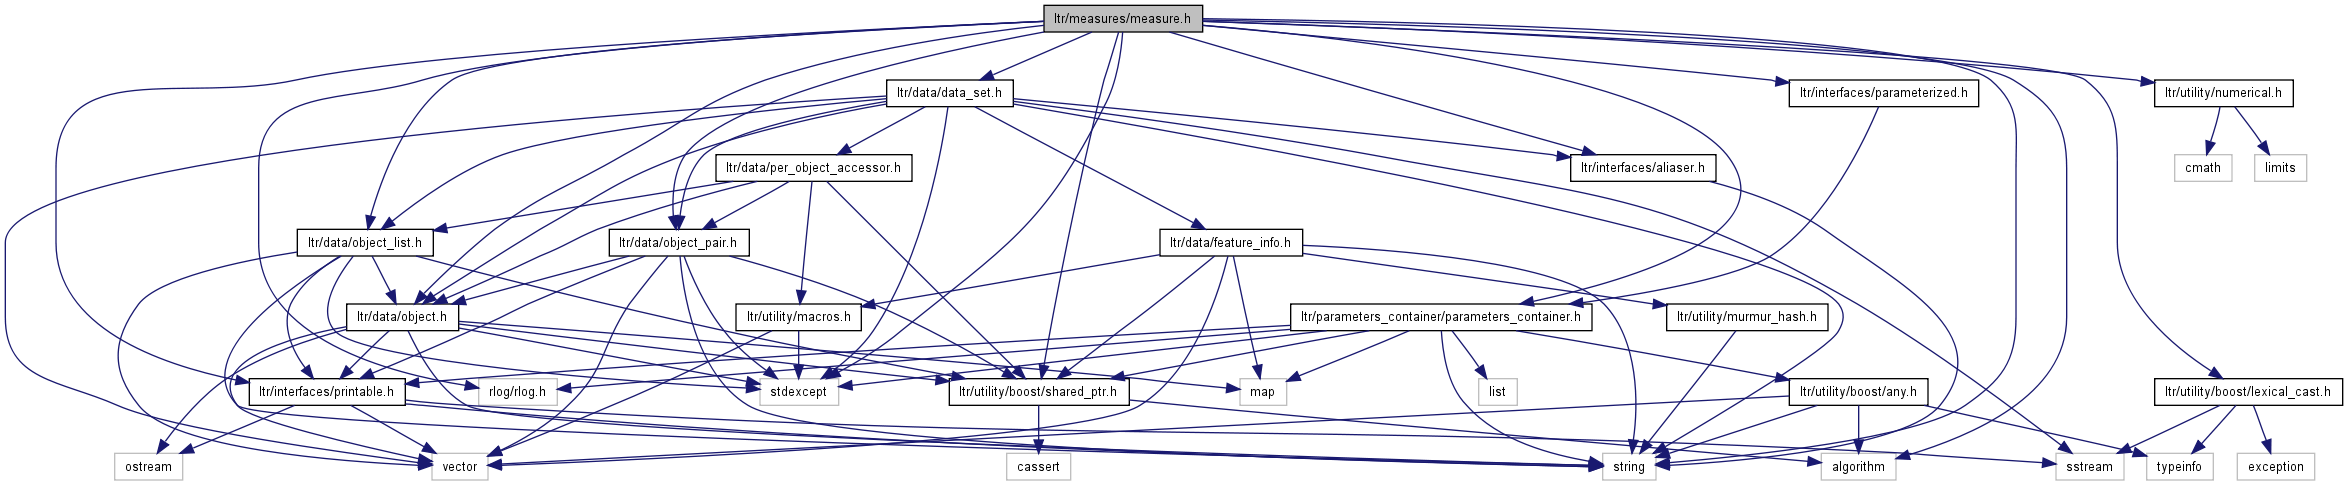 ltr/measures/measure.h
ltr/data/data_set.h
ltr/interfaces/parameterized.h
ltr/utility/numerical.h
ltr/data/per_object_accessor.h
ltr/interfaces/aliaser.h
cmath
limits
ltr/data/object_list.h
ltr/data/object_pair.h
ltr/data/feature_info.h
ltr/data/object.h
ltr/utility/macros.h
ltr/parameters_container/parameters_container.h
ltr/utility/murmur_hash.h
ltr/interfaces/printable.h
rlog/rlog.h
stdexcept
ltr/utility/boost/shared_ptr.h
map
list
ltr/utility/boost/any.h
ltr/utility/boost/lexical_cast.h
ostream
vector
cassert
string
algorithm
sstream
typeinfo
exception